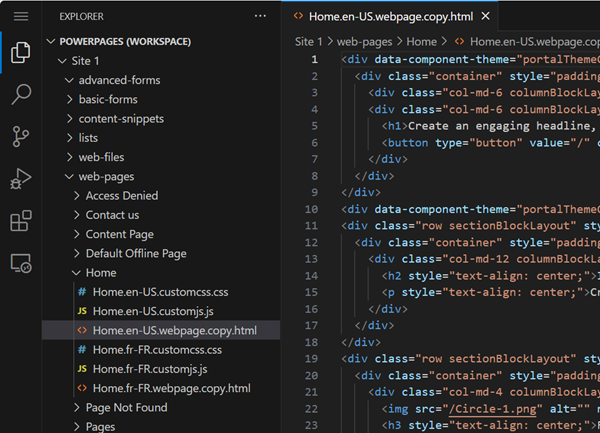 EXPLORER
POWERPAGES (WORKSPACE)
Site 1
advanced-forms
basic-forms
content-snippets
lists
web-files
web-pages
Access Denied
Contact us
Content Page
Default Offline Page
Home
# Home.en-US.customcss.css
JS Home.en-US.customjs.js
<> Home.en-US.webpage.copy.html
# Home.fr-FR.customcss.css
JS Home.fr-FR.customjs.js
<> Home.fr-FR.webpage.copy.html
Page Not Found
Pages
<> Home.en-US.webpage.copy.html
Site 1 > web-pages > Home > <> Home.en-US.webpage.cop
1 <div data-component-theme="portalThemeC
2 <div class="container" style="padding
3 <div class="col-md-6 columnBlockLay
4 <div class="col-md-6 columnBlockLay
5 <h1>Create an engaging headline,
6 <button type="button" value="/" c
7 </div>
8 </div>
9 </div>
10 <div data-component-theme="portalThemeC
11 <div class="row sectionBlockLayout" sty
12 <div class="container" style="padding
13 <div class="col-md-12 columnBlockLa
14 <h2 style="text-align: center;">I
15 <p style="text-align: center;">Cr
16 </div>
17 </div>
18 </div>
19 <div class="row sectionBlockLayout" sty
20 <div class="container" style="padding
21 <div class="col-md-4 columnBlockLay
22 <img src="/Circle-1.png" alt="" n
23 <h3 style="text-align: center;">F